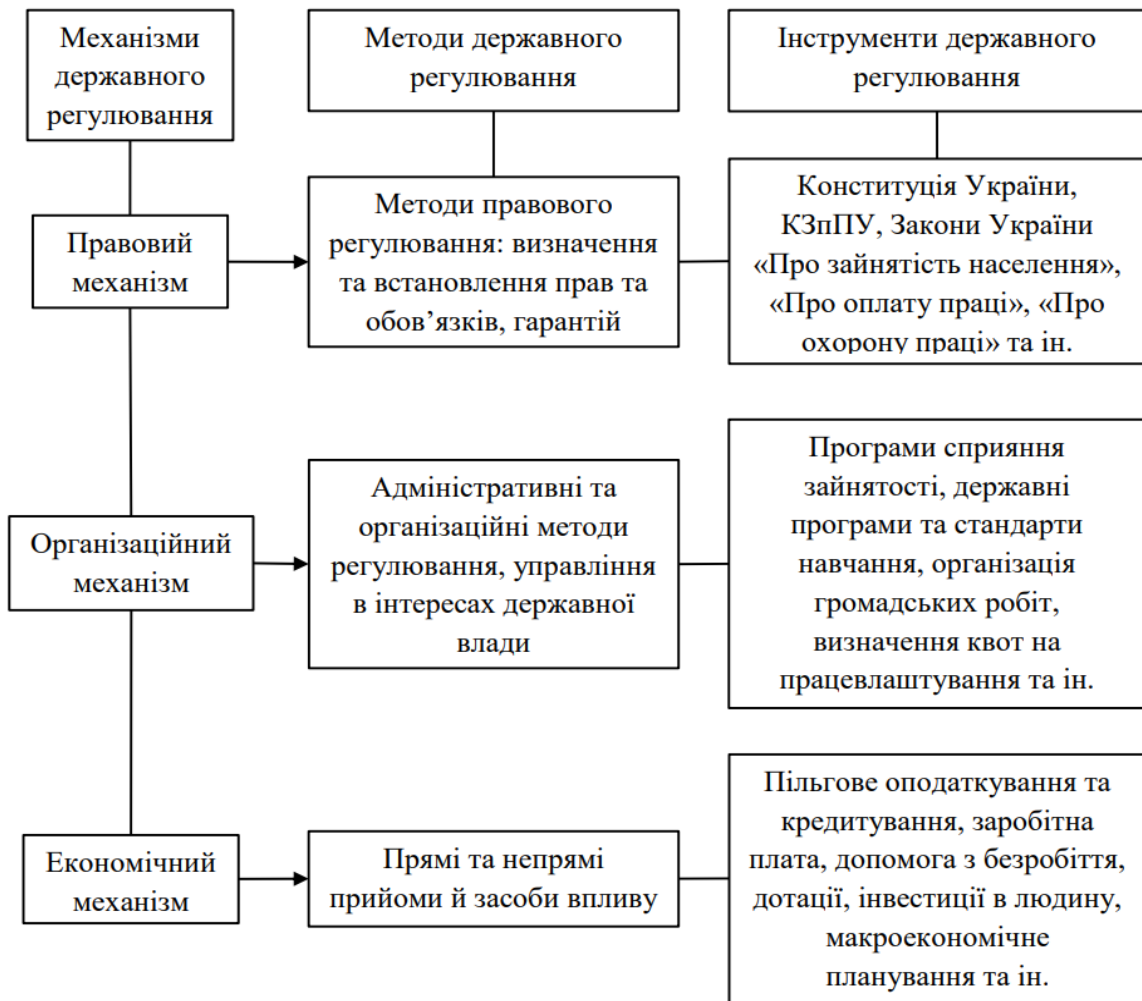 Механізми
державного
регулювання
Методи державного
регулювання
Інструменти державного
регулювання
Правовий
механізм
Методи правового
регулювання: визначення
та встановлення прав та
обов’язків, гарантій
Конституція України,
КЗпПУ, Закони України
«Про зайнятість населення»,
«Про оплату праці», «Про
охорону праці» та ін.
Організаційний
механізм
Адміністративні та
організаційні методи
регулювання, управління
в інтересах державної
влади
Програми сприяння
зайнятості, державні
програми та стандарти
навчання, організація
громадських робіт,
визначення квот на
працевлаштування та ін.
Економічний
механізм
Прямі та непрямі
прийоми й засоби впливу
Пільгове оподаткування та
кредитування, заробітна
плата, допомога з безробіття,
дотації, інвестиції в людину,
макроекономічне
планування та ін.